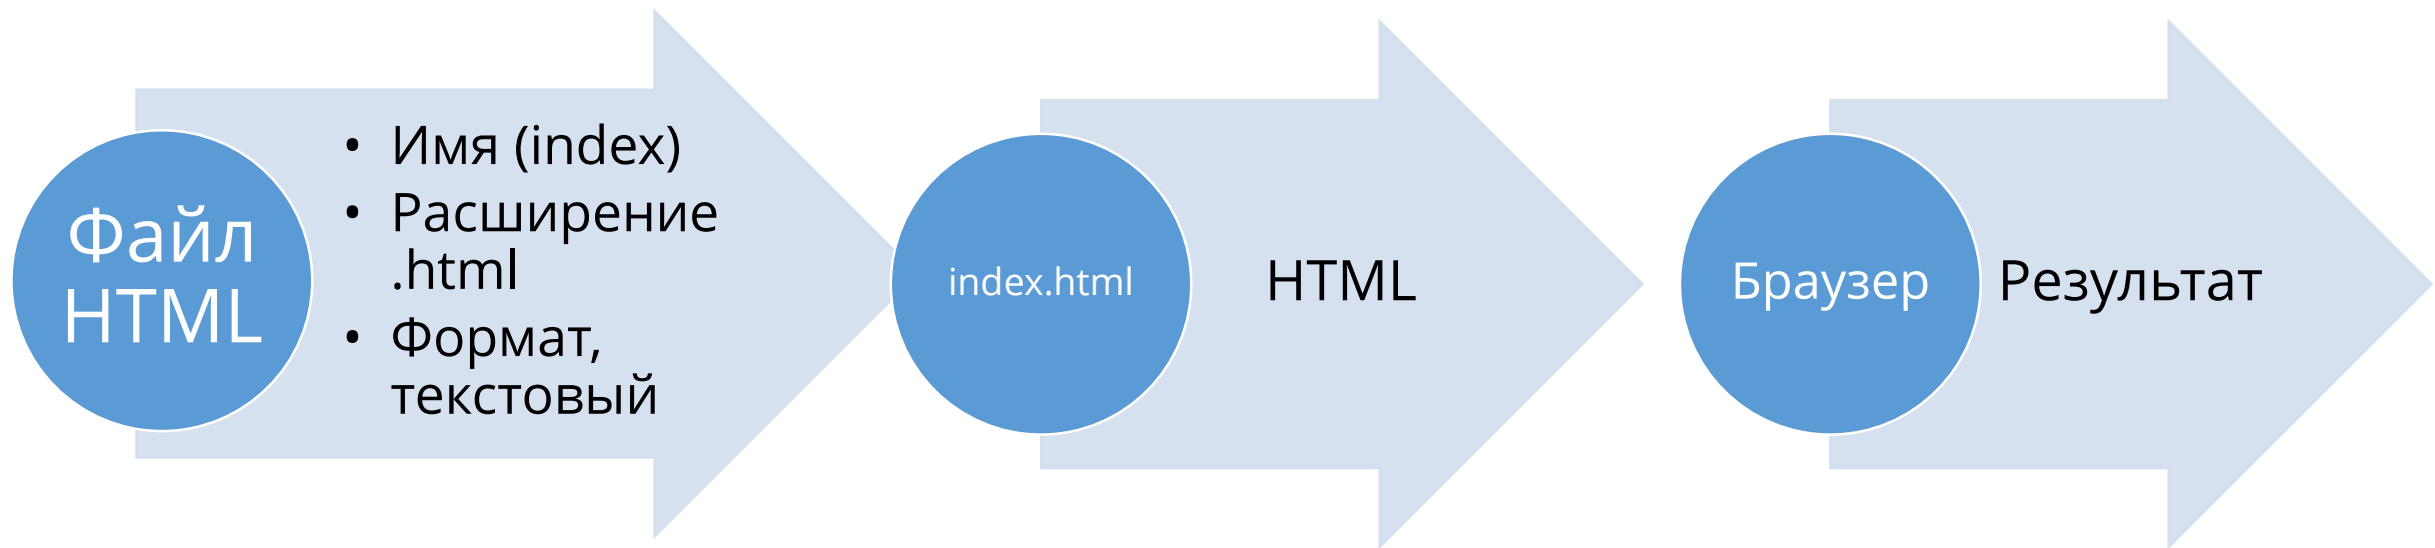 Файл
HTML
• Имя (index)
• Расширение
.html
• Формат,
текстовый
index.html
HTML
Браузер
Результат